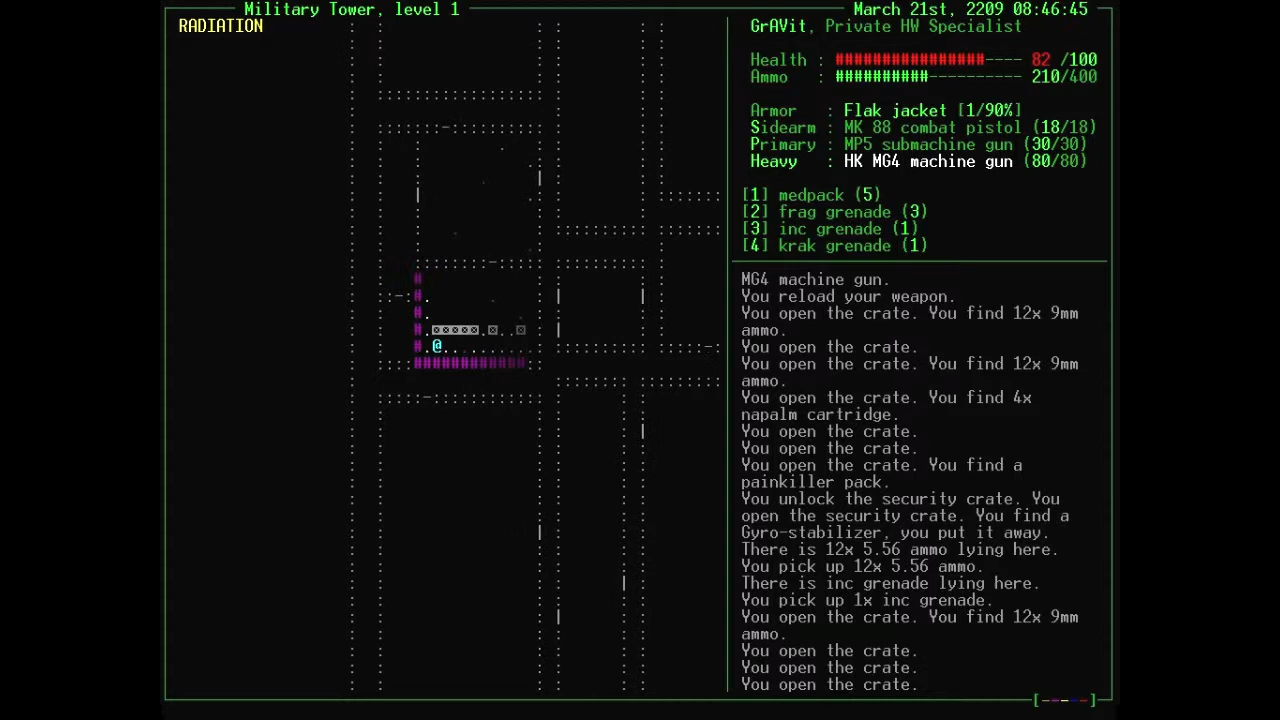 Military Tower, level 1
March 21st, 2209 08:46:45
RADIATION
GrAVit, Private HW Specialist
Health : 82 /100
Ammo : 210/400
Armor : Flak jacket [1/90%]
Sidearm : MK 88 combat pistol (18/18)
Primary : MP5 submachine gun (30/30)
Heavy : HK MG4 machine gun (80/80)
[1] medpack (5)
[2] frag grenade (3)
[3] inc grenade (1)
[4] krak grenade (1)
MG4 machine gun.
You reload your weapon.
You open the crate. You find 12x 9mm
ammo.
You open the crate.
You open the crate. You find 12x 9mm
ammo.
You open the crate. You find 4x
napalm cartridge.
You open the crate.
You open the crate.
You open the crate. You find a
painkiller pack.
You unlock the security crate. You
open the security crate. You find a
Gyro-stabilizer, you put it away.
There is 12x 5.56 ammo lying here.
You pick up 12x 5.56 ammo.
There is inc grenade lying here.
You pick up 1x inc grenade.
You open the crate. You find 12x 9mm
ammo.
You open the crate.
You open the crate.
You open the crate.